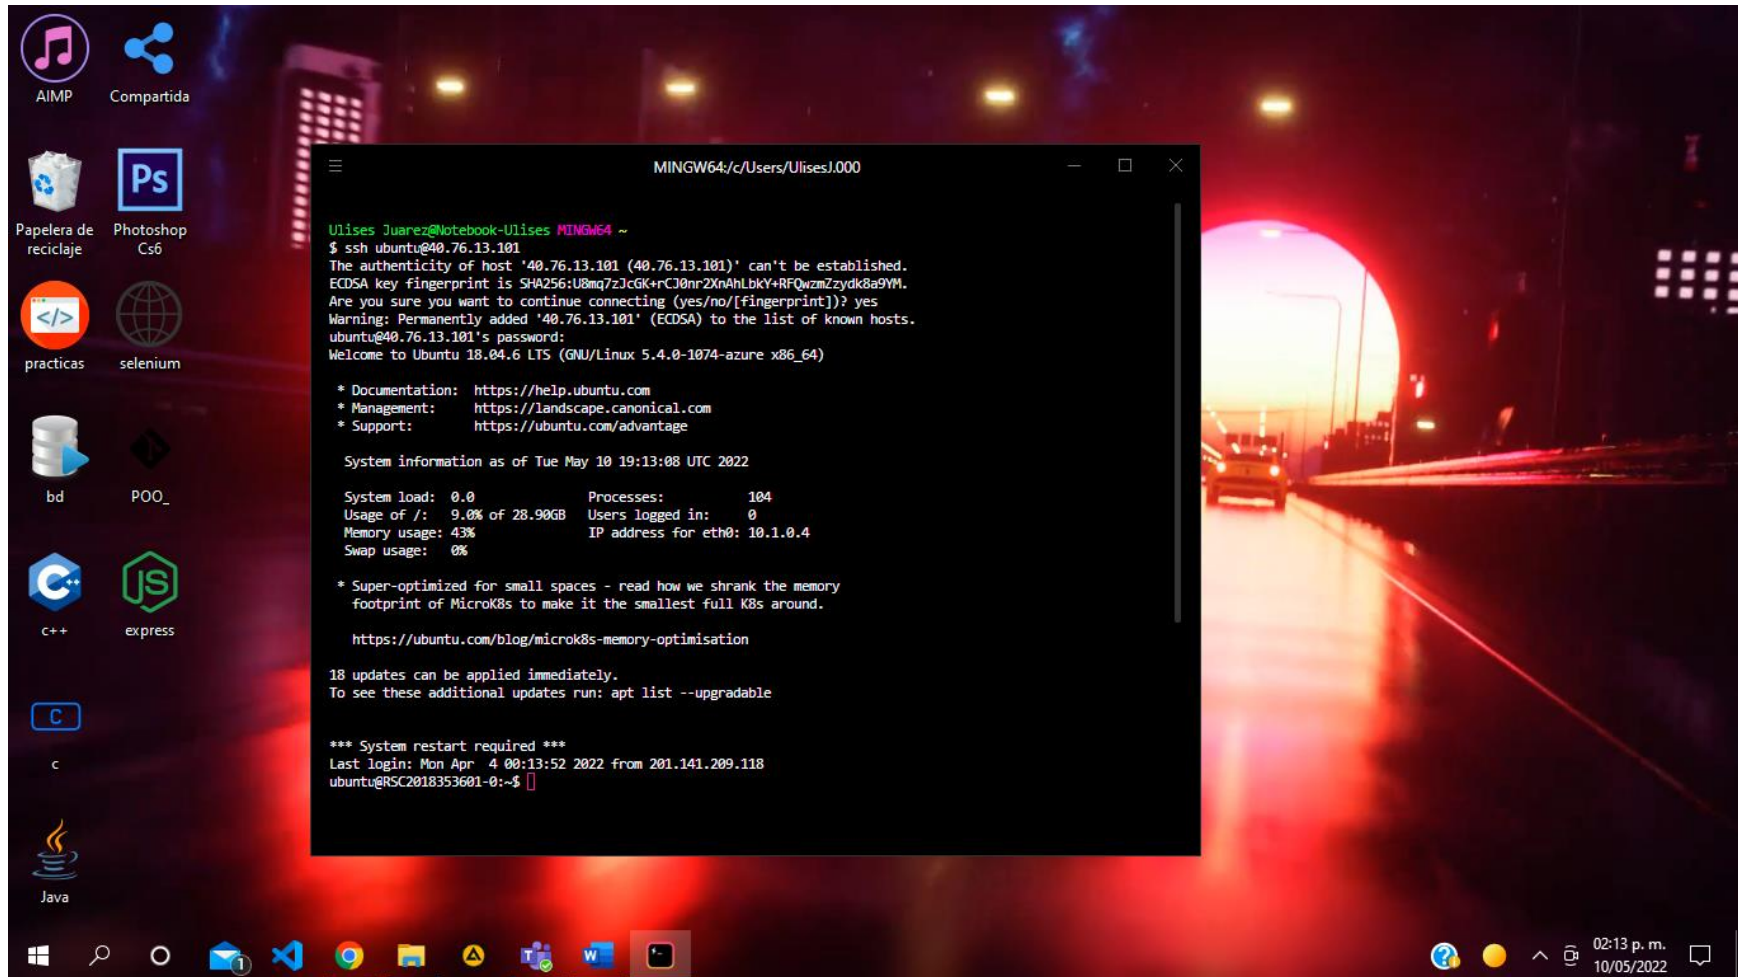 AIMP
Compartida
Papelera de
reciclaje
Ps
Photoshop
Cs6
</>
practicas
selenium
bd
POO_
C++
c++
JS
express
C
c
Java
MINGW64:/c/Users/UlisesJ.000
Ulises Juarez@Notebook-Ulises MINGW64 ~
$ ssh ubuntu@40.76.13.101
The authenticity of host '40.76.13.101 (40.76.13.101)' can't be established.
ECDSA key fingerprint is SHA256:U8mq7zJcGK+rCJ0nr2XnAhLbkY+RFQwzmZzydk8a9YM.
Are you sure you want to continue connecting (yes/no/[fingerprint])? yes
Warning: Permanently added '40.76.13.101' (ECDSA) to the list of known hosts.
ubuntu@40.76.13.101's password:
Welcome to Ubuntu 18.04.6 LTS (GNU/Linux 5.4.0-1074-azure x86_64)
* Documentation:  https://help.ubuntu.com
* Management:     https://landscape.canonical.com
* Support:        https://ubuntu.com/advantage
System information as of Tue May 10 19:13:08 UTC 2022
System load:  0.0               Processes:           104
Usage of /:   9.0% of 28.90GB   Users logged in:     0
Memory usage: 43%               IP address for eth0: 10.1.0.4
Swap usage:   0%
* Super-optimized for small spaces - read how we shrank the memory
footprint of MicroK8s to make it the smallest full K8s around.
https://ubuntu.com/blog/microk8s-memory-optimisation
18 updates can be applied immediately.
To see these additional updates run: apt list --upgradable
*** System restart required ***
Last login: Mon Apr  4 00:13:52 2022 from 201.141.209.118
ubuntu@RSC2018353601-0:~$
1
T
W
02:13 p. m.
10/05/2022